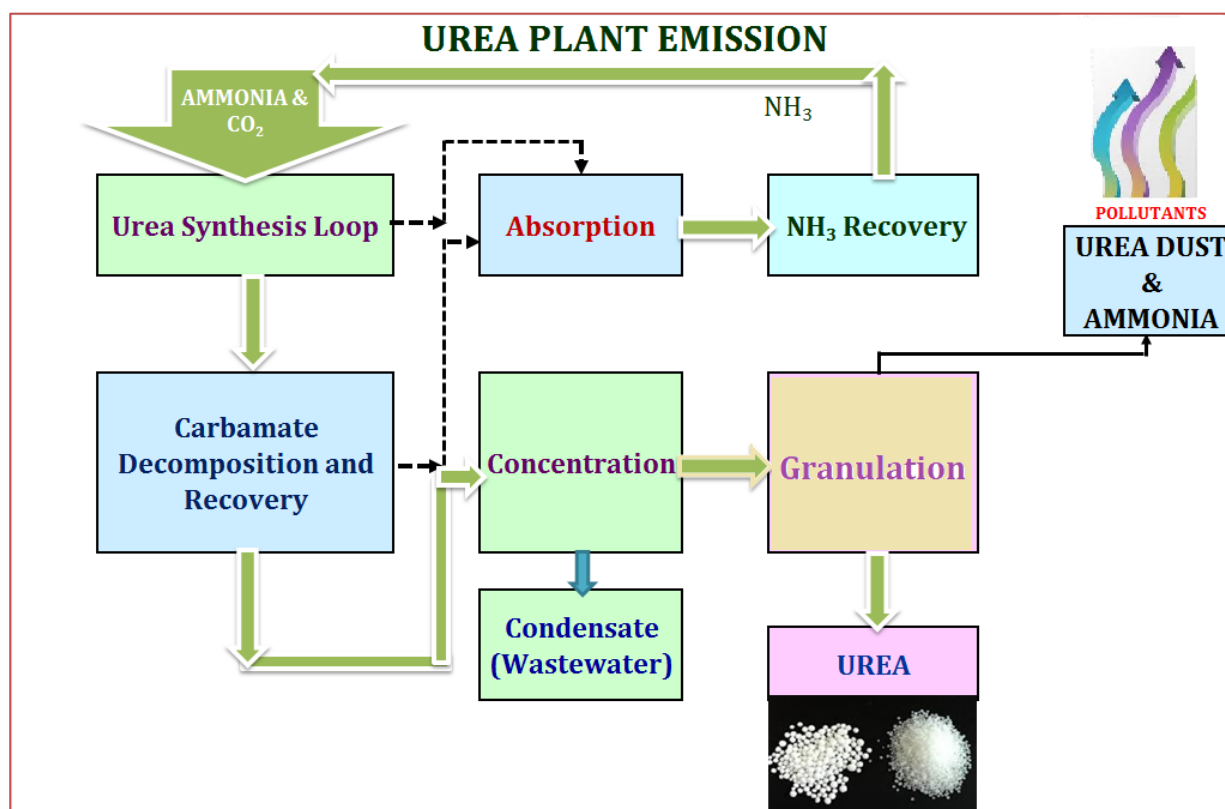 UREA PLANT EMISSION
AMMONIA &
CO₂
NH₃
POLLUTANTS
Urea Synthesis Loop
Absorption
NH₃ Recovery
UREA DUST
&
AMMONIA
Carbamate
Decomposition and
Recovery
Concentration
Granulation
Condensate
(Wastewater)
UREA